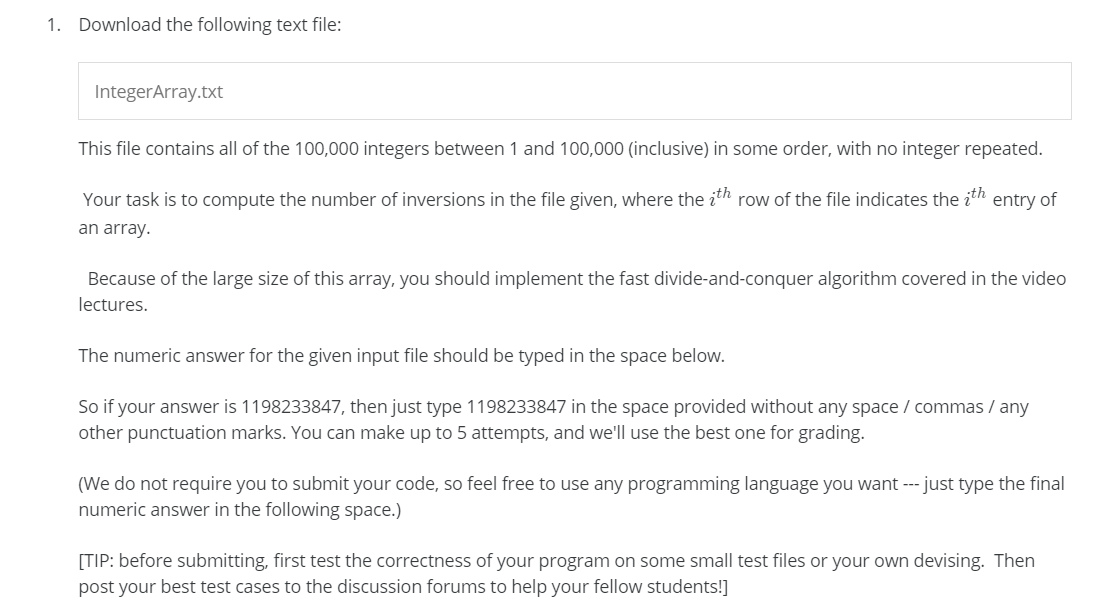 1. Download the following text file:
IntegerArray.txt
This file contains all of the 100,000 integers between 1 and 100,000 (inclusive) in some order, with no integer repeated.
Your task is to compute the number of inversions in the file given, where the i^th row of the file indicates the i^th entry of
an array.
Because of the large size of this array, you should implement the fast divide-and-conquer algorithm covered in the video
lectures.
The numeric answer for the given input file should be typed in the space below.
So if your answer is 1198233847, then just type 1198233847 in the space provided without any space / commas / any
other punctuation marks. You can make up to 5 attempts, and we'll use the best one for grading.
(We do not require you to submit your code, so feel free to use any programming language you want --- just type the final
numeric answer in the following space.)
[TIP: before submitting, first test the correctness of your program on some small test files or your own devising. Then
post your best test cases to the discussion forums to help your fellow students!]